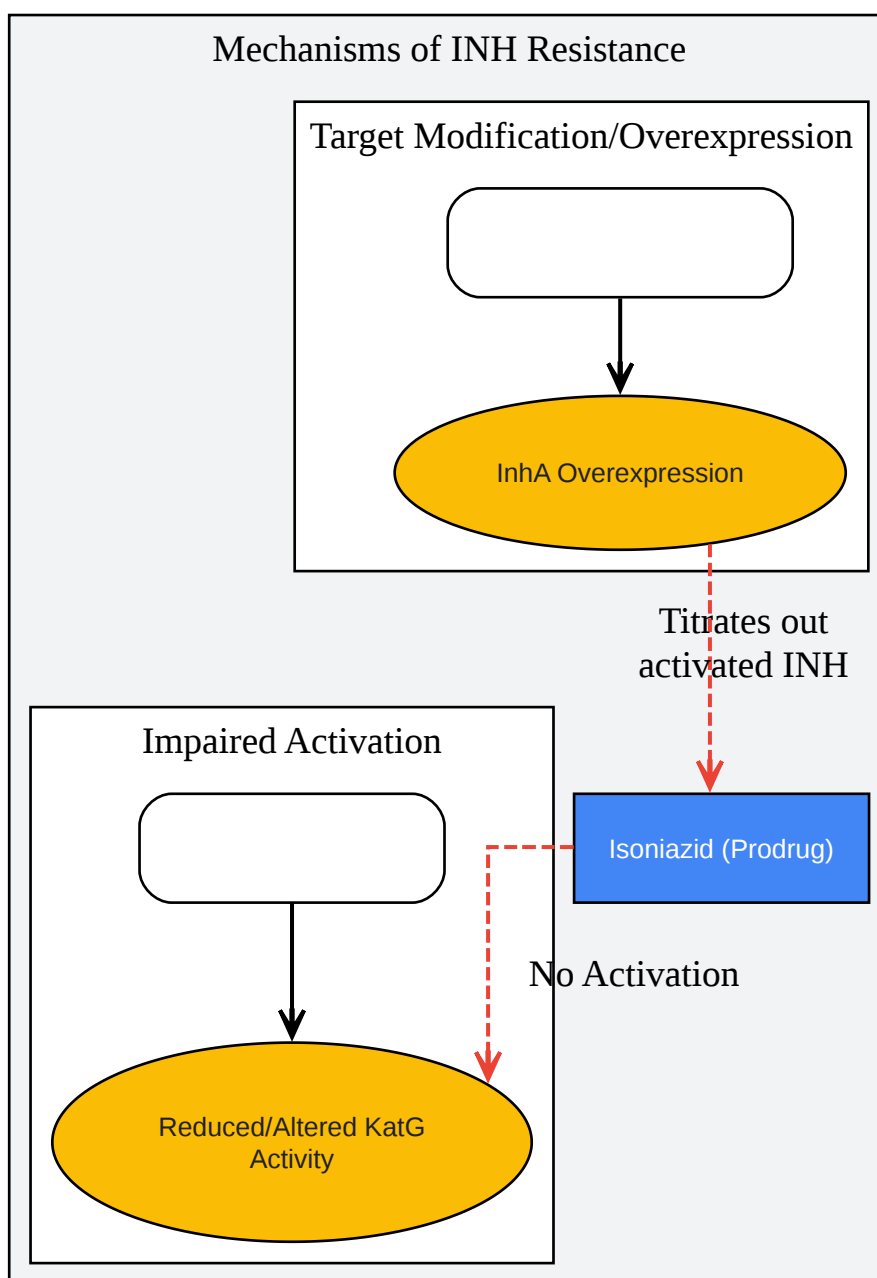 Mechanisms of INH Resistance
Target Modification/Overexpression
InhA Overexpression
Titrates out
activated INH
Impaired Activation
Isoniazid (Prodrug)
No Activation
Reduced/Altered KatG
Activity